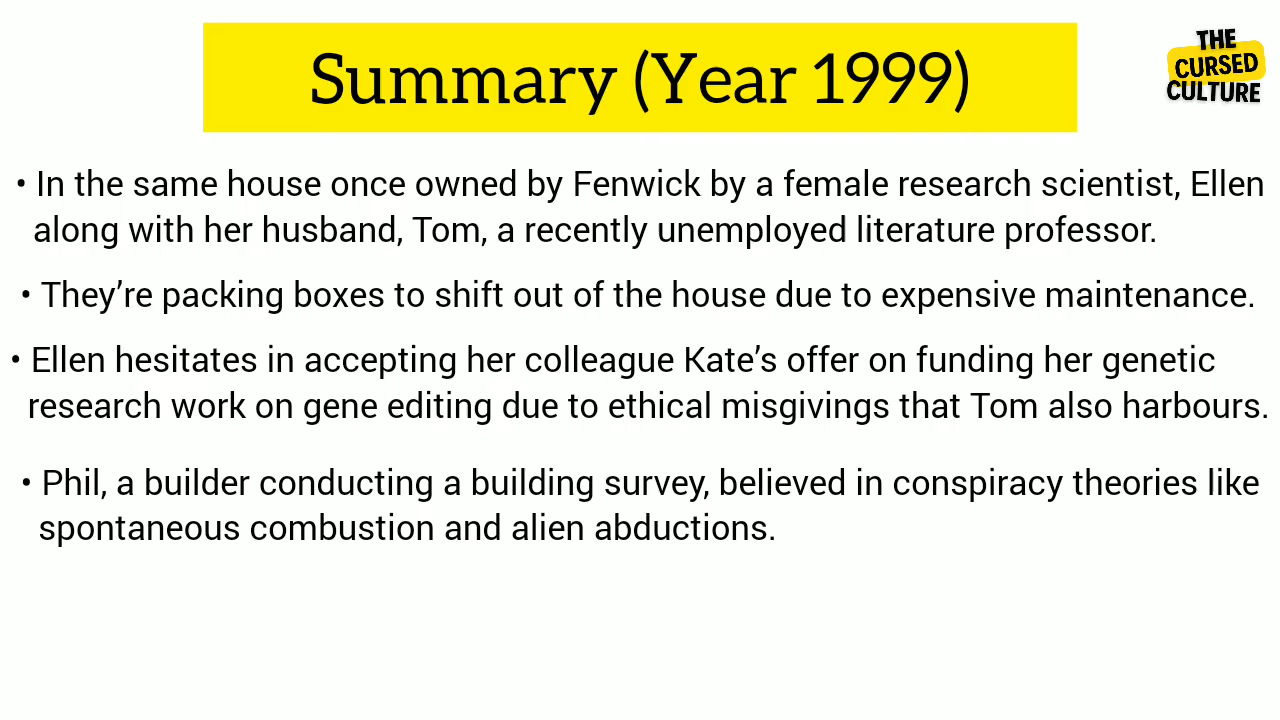 Summary (Year 1999)
THE
CURSED
CULTURE
• In the same house once owned by Fenwick by a female research scientist, Ellen
along with her husband, Tom, a recently unemployed literature professor.
• They’re packing boxes to shift out of the house due to expensive maintenance.
• Ellen hesitates in accepting her colleague Kate’s offer on funding her genetic
research work on gene editing due to ethical misgivings that Tom also harbours.
• Phil, a builder conducting a building survey, believed in conspiracy theories like
spontaneous combustion and alien abductions.